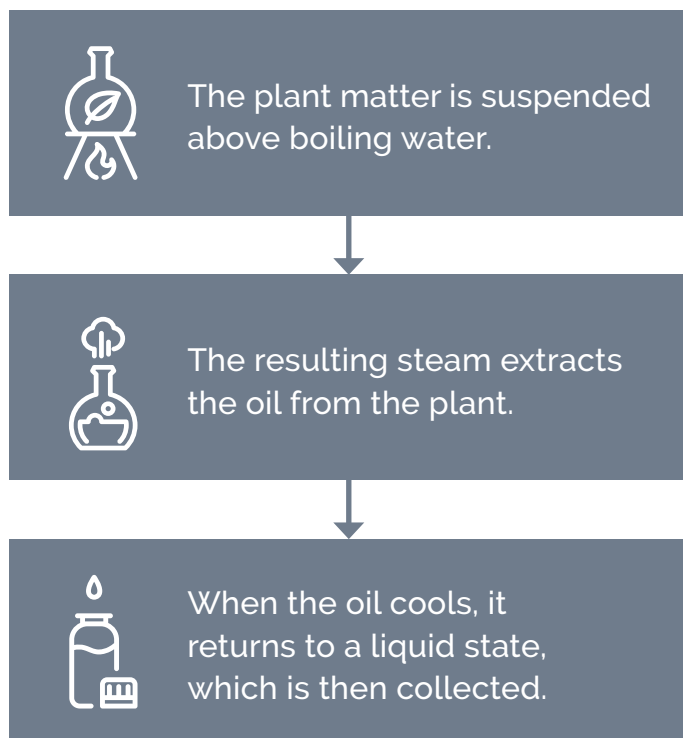 The plant matter is suspended
above boiling water.
The resulting steam extracts
the oil from the plant.
When the oil cools, it
returns to a liquid state,
which is then collected.